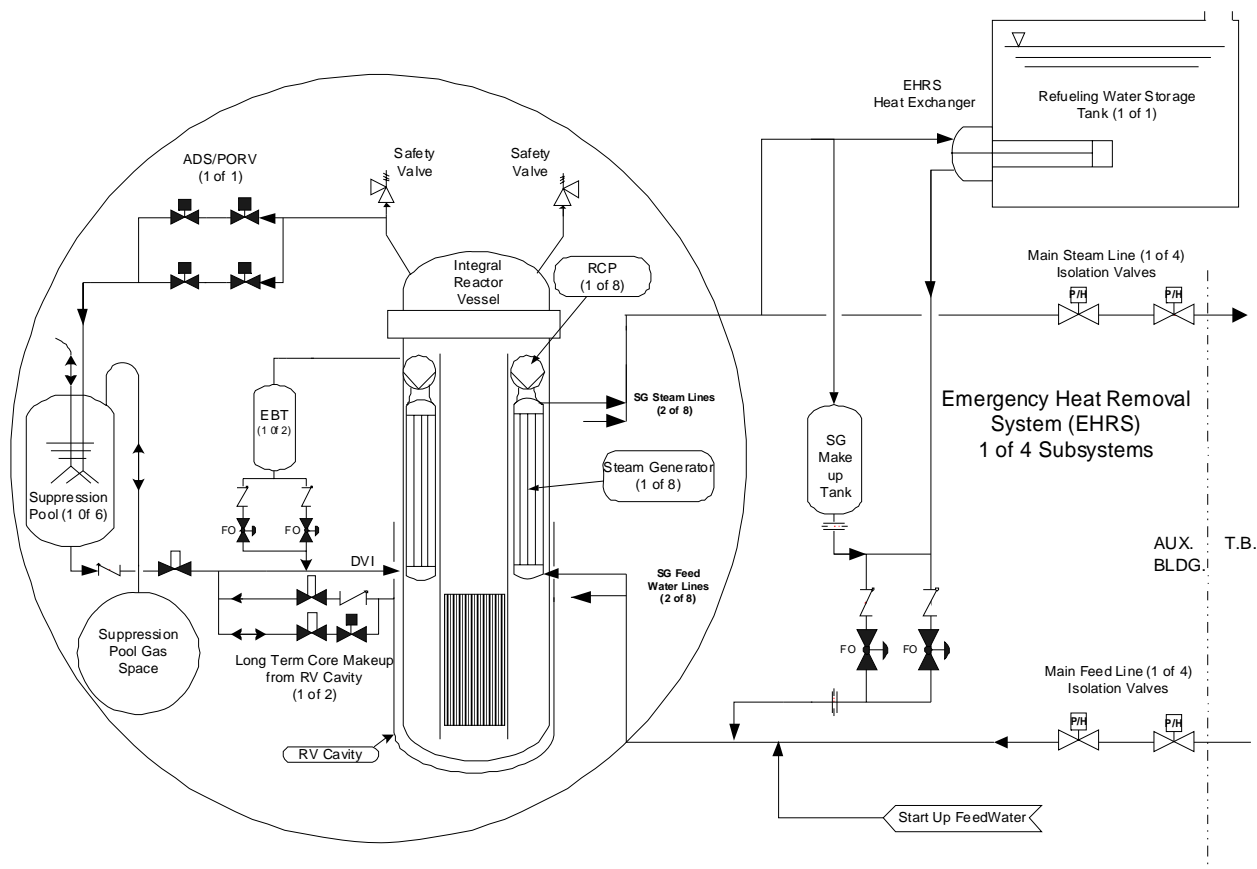 EHRS
Heat Exchanger
Refueling Water Storage
Tank (1 of 1)
ADS/PORV
(1 of 1)
Safety
Valve
Safety
Valve
Integral
Reactor
Vessel
RCP
(1 of 8)
Main Steam Line (1 of 4)
Isolation Valves
P/H
P/H
EBT
(1 of 2)
SG Steam Lines
(2 of 8)
Emergency Heat Removal
System (EHRS)
1 of 4 Subsystems
SG
Make
up
Tank
Steam Generator
(1 of 8)
Suppression
Pool (1 0f 6)
FO
FO
DVI
AUX.
BLDG.
T.B.
SG Feed
Water Lines
(2 of 8)
Suppression
Pool Gas
Space
Long Term Core Makeup
from RV Cavity
(1 of 2)
FO
FO
Main Feed Line (1 of 4)
Isolation Valves
P/H
P/H
RV Cavity
Start Up FeedWater